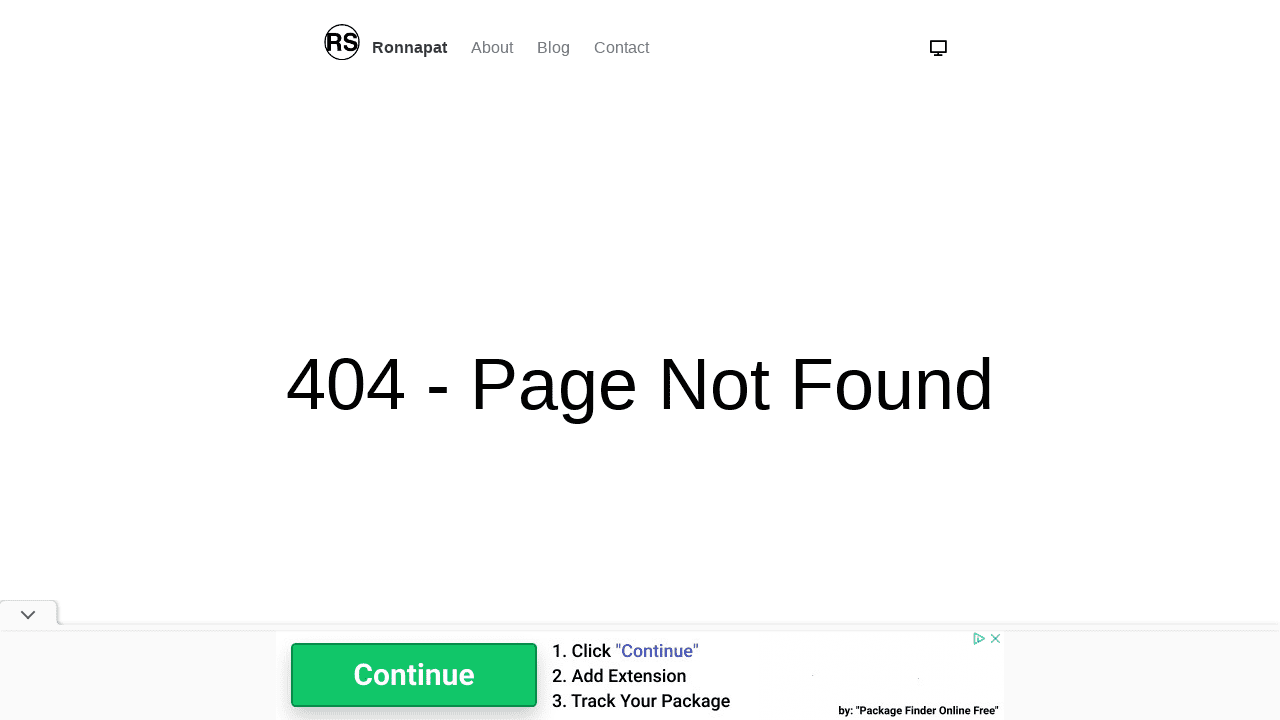 RS Ronnapat About Blog Contact
404 - Page Not Found
Continue
1. Click "Continue"
2. Add Extension
3. Track Your Package
by: "Package Finder Online Free"